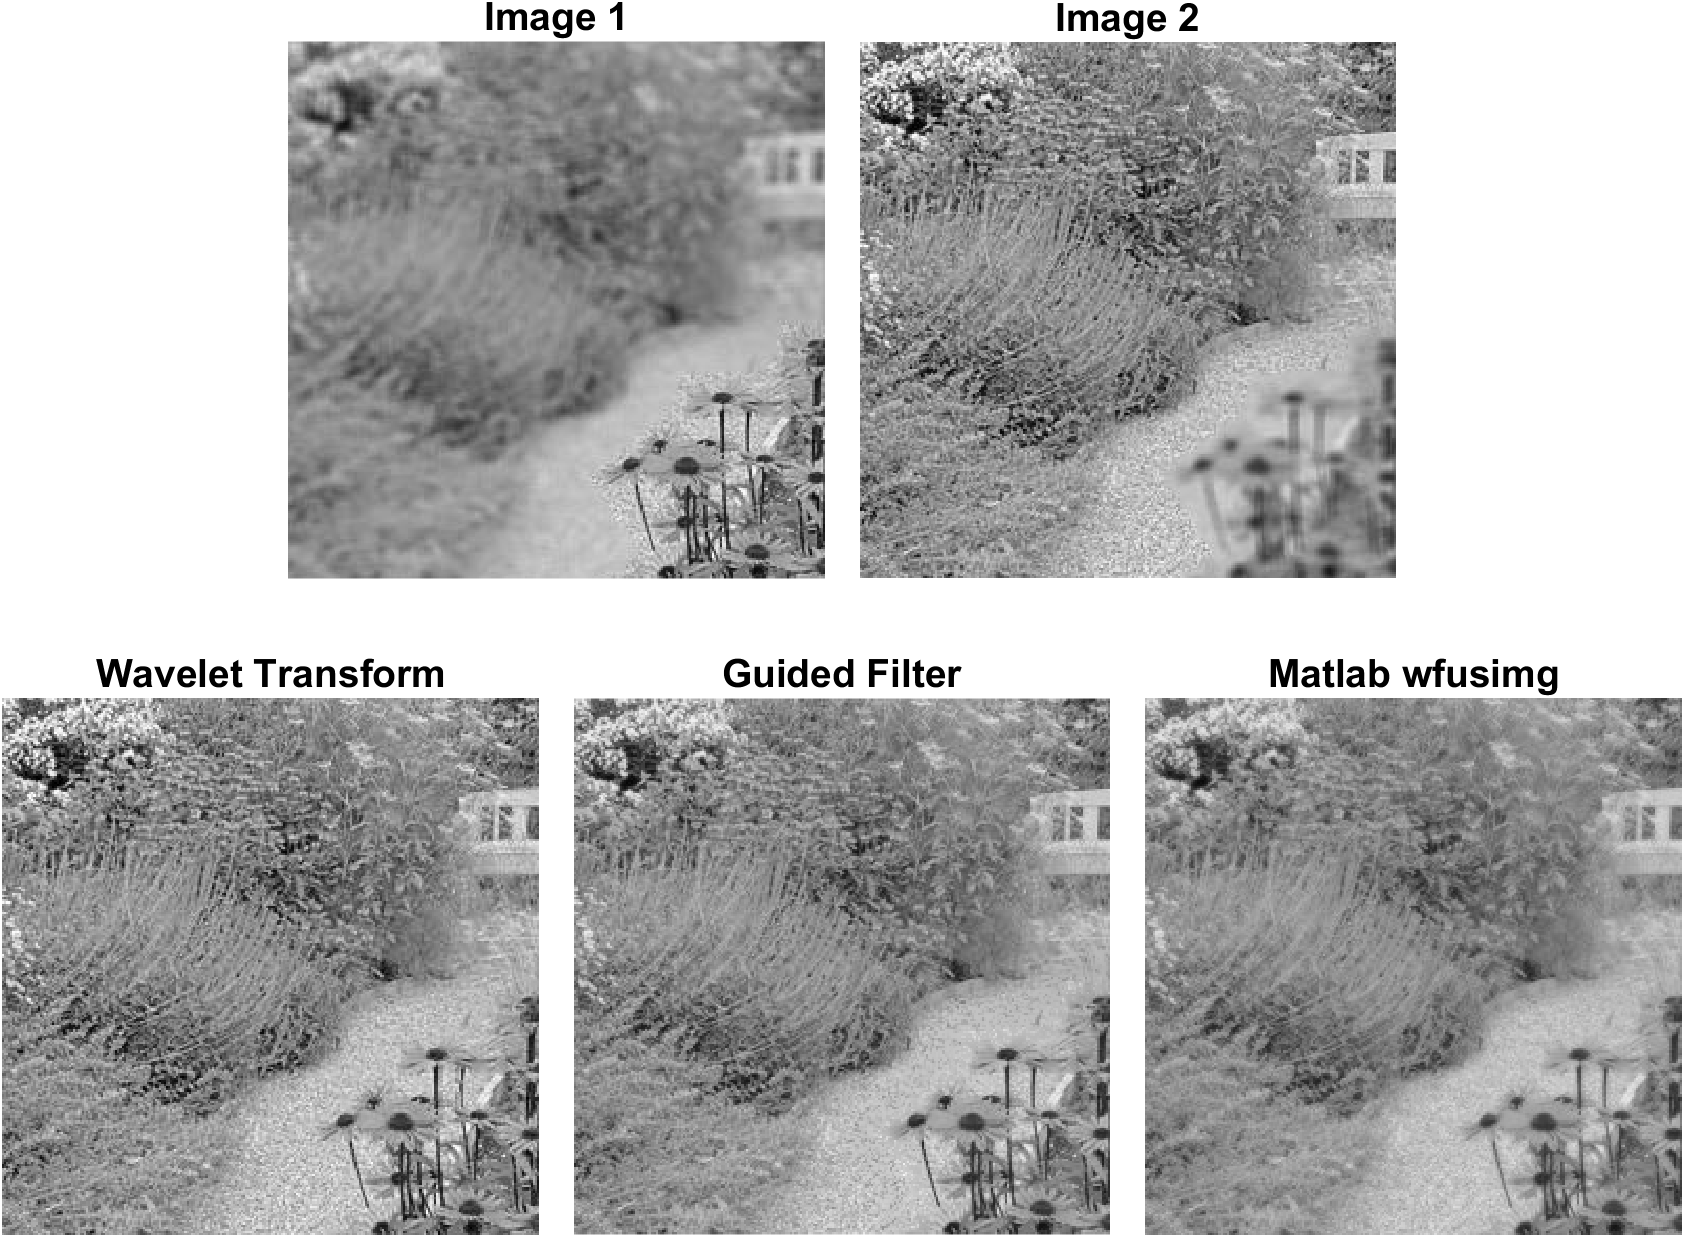 Image 1
Image 2
Wavelet Transform
Guided Filter
Matlab wfusimg